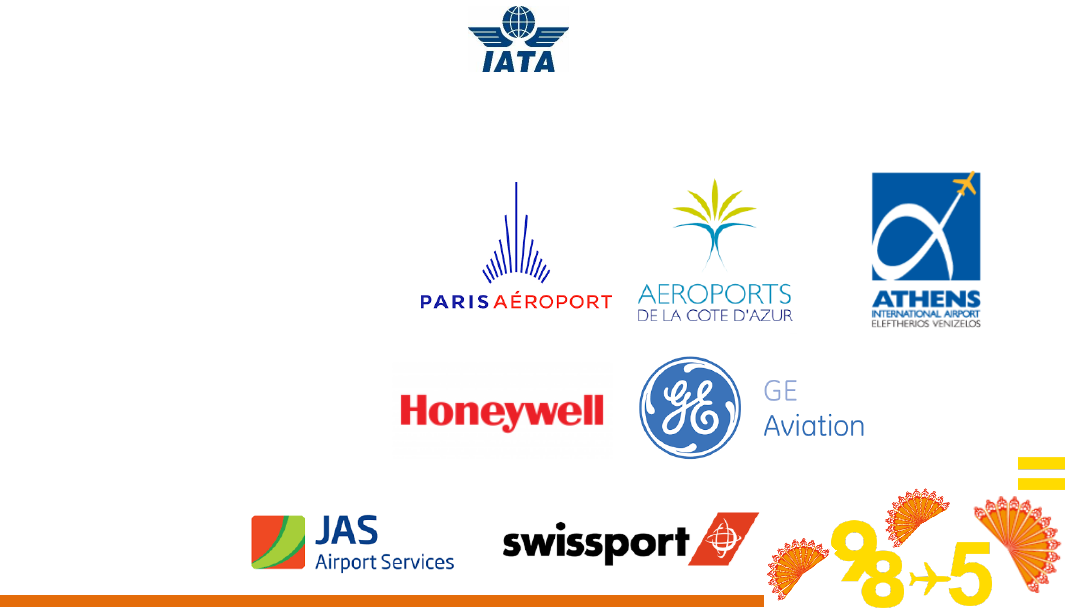 IATA
PARIS AÉROPORT
AEROPORTS
DE LA COTE D'AZUR
ATHENS
INTERNATIONAL AIRPORT
ELEFTHERIOS VENIZELOS
Honeywell
GE
GE
Aviation
JAS
Airport Services
swissport
=
98→5